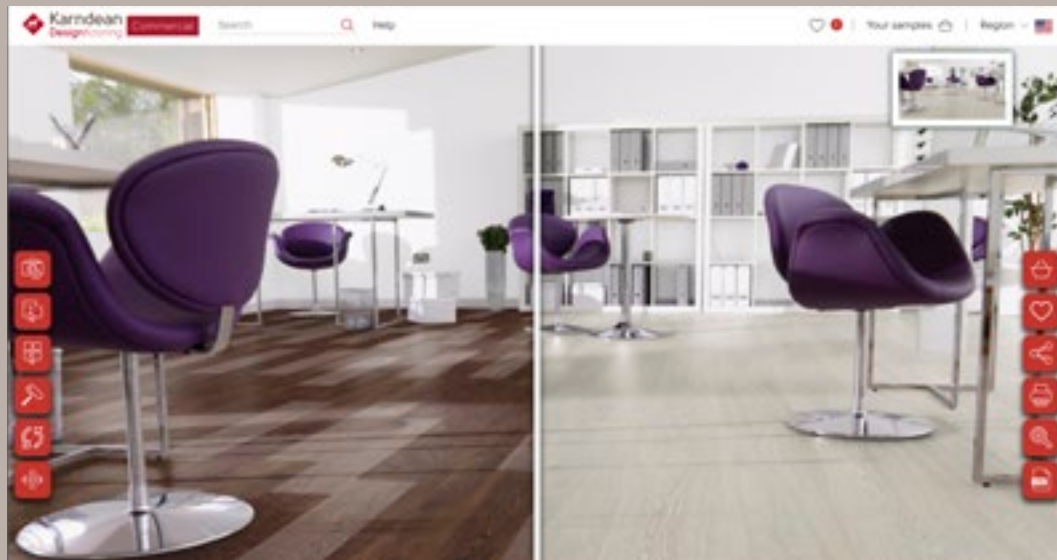 Karndean
Designflooring
Commercial
Search
Help
Your samples
Region